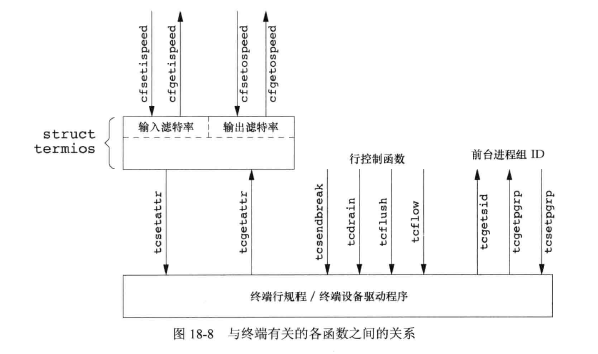 cfsetispeed
cfgetispeed
cfsetospeed
cfgetospeed
struct
termios
输入滤特率
输出滤特率
行控制函数
前台进程组 ID
tcsetattr
tcgetattr
tcsendbreak
tcdrain
tcflush
tcflow
tcgetsid
tcgetpgrp
tcsetpgrp
终端行规程 / 终端设备驱动程序
图 18-8 与终端有关的各函数之间的关系